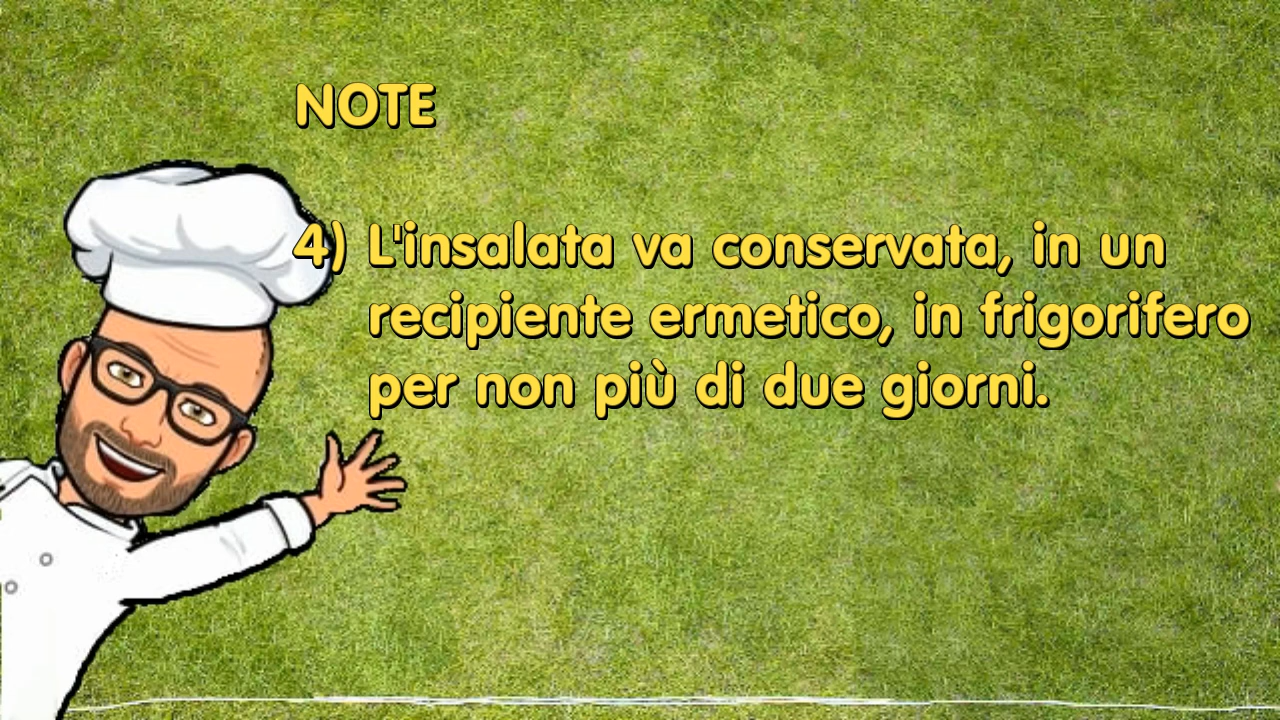 NOTE
4) L'insalata va conservata, in un
recipiente ermetico, in frigorifero
per non più di due giorni.